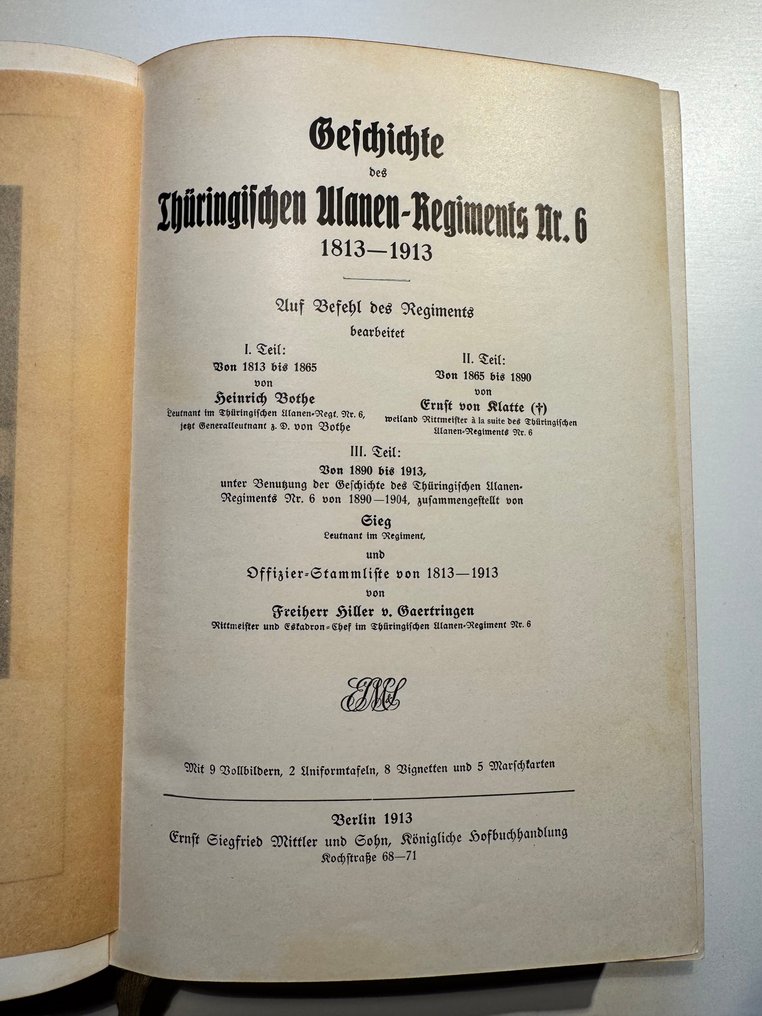 Geschichte
des
Thüringischen Ulanen-Regiments Nr. 6
1813—1913
Auf Befehl des Regiments
bearbeitet
I. Teil:
Von 1813 bis 1865
von
Heinrich Bothe
Leutnant im Thüringischen Ulanen-Regt. Nr. 6,
jetzt Generalleutnant z. D. von Bothe
II. Teil:
Von 1865 bis 1890
von
Ernst von Klatte (†)
weiland Rittmeister à la suite des Thüringischen
Ulanen-Regiments Nr. 6
III. Teil:
Von 1890 bis 1913,
unter Benutzung der Geschichte des Thüringischen Ulanen-
Regiments Nr. 6 von 1890—1904, zusammengestellt von
Sieg
Leutnant im Regiment,
und
Offizier-Stammliste von 1813—1913
von
Freiherr Hiller v. Gaertringen
Rittmeister und Eskadron-Chef im Thüringischen Ulanen-Regiment Nr. 6
Mit 9 Vollbildern, 2 Uniformtafeln, 8 Vignetten und 5 Marschkarten
Berlin 1913
Ernst Siegfried Mittler und Sohn, Königliche Hofbuchhandlung
Kochstraße 68—71